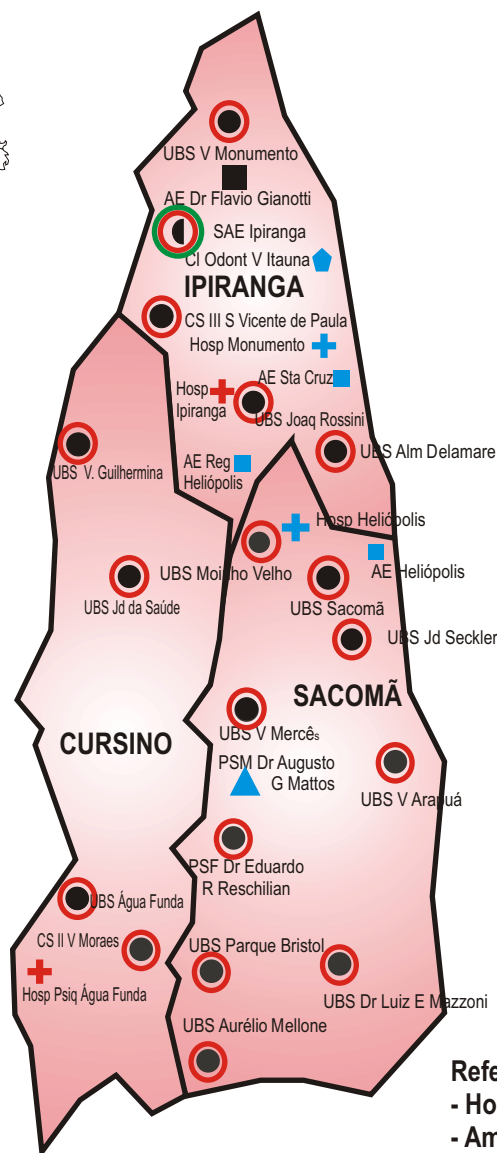 UBS V Monumento
AE Dr Flavio Gianotti
SAE Ipiranga
Cl Odont V Itauna
IPIRANGA
CS III S Vicente de Paula
Hosp Monumento
AE Sta Cruz
Hosp
Ipiranga
UBS Joaq Rossini
UBS Alm Delamare
UBS V. Guilhermina
AE Reg
Heliópolis
Hosp Heliópolis
UBS Moinho Velho
AE Heliópolis
UBS Jd da Saúde
UBS Sacomã
UBS Jd Seckler
SACOMÃ
UBS V Mercês
CURSINO
PSM Dr Augusto
G Mattos
UBS V Arapuá
PSF Dr Eduardo
R Reschilian
UBS Água Funda
CS II V Moraes
UBS Parque Bristol
Hosp Psiq Água Funda
UBS Dr Luiz E Mazzoni
UBS Aurélio Mellone
Refe
- Ho
- Am